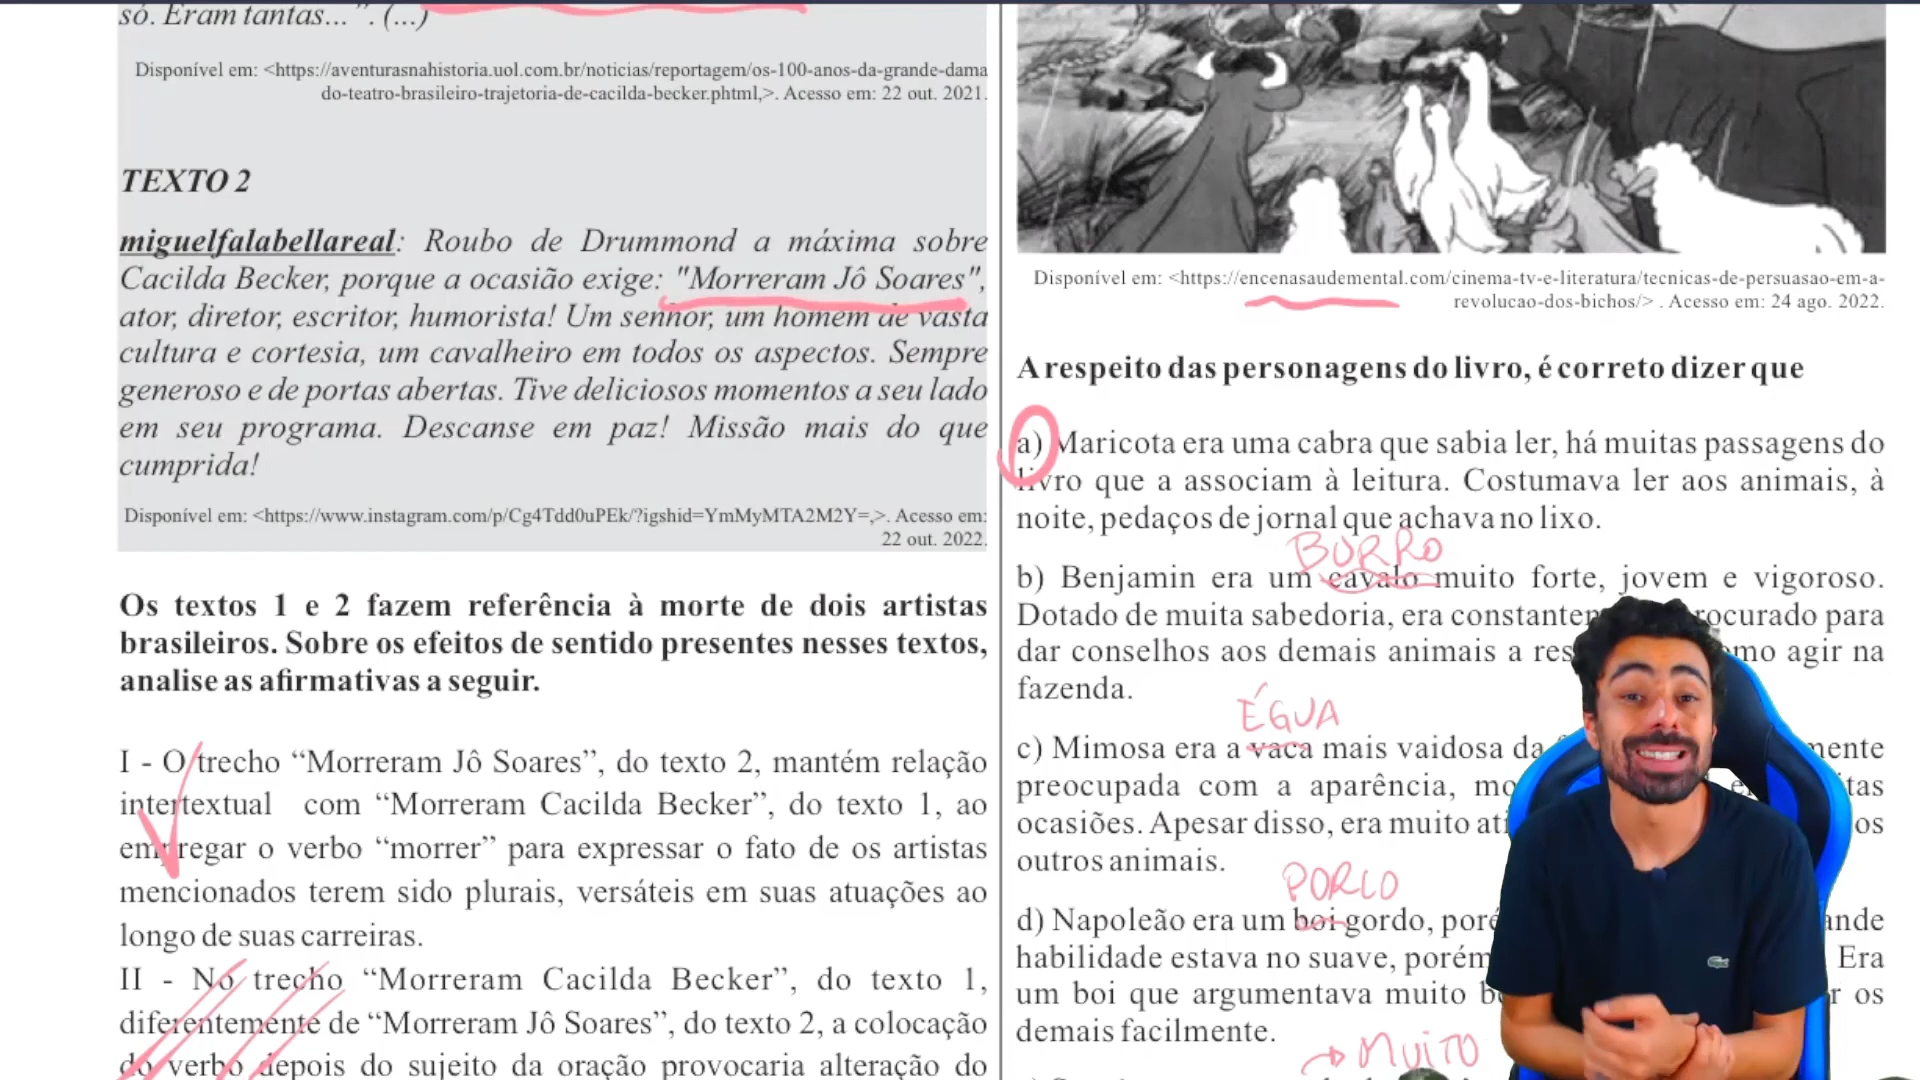 só. Eram tantas...". (...)
Disponível em: <https://aventurasnahistoria.uol.com.br/noticias/reportagem/os-100-anos-da-grande-dama
do-teatro-brasileiro-trajetoria-de-cacilda-becker.phtml,>. Acesso em: 22 out. 2021.
TEXTO 2
miguelfalabellareal: Roubo de Drummond a máxima sobre
Cacilda Becker, porque a ocasião exige: "Morreram Jô Soares",
ator, diretor, escritor, humorista! Um senhor, um homem de vasta
cultura e cortesia, um cavalheiro em todos os aspectos. Sempre
generoso e de portas abertas. Tive deliciosos momentos a seu lado
em seu programa. Descanse em paz! Missão mais do que
cumprida!
Disponível em: <https://www.instagram.com/p/Cg4Tdd0uPEk/?igshid=YmMyMTA2M2Y=,>. Acesso em:
22 out. 2022.
Os textos 1 e 2 fazem referência à morte de dois artistas
brasileiros. Sobre os efeitos de sentido presentes nesses textos,
analise as afirmativas a seguir.
I - O trecho “Morreram Jô Soares”, do texto 2, mantém relação
intertextual com “Morreram Cacilda Becker”, do texto 1, ao
empregar o verbo “morrer” para expressar o fato de os artistas
mencionados terem sido plurais, versáteis em suas atuações ao
longo de suas carreiras.
II - No trecho “Morreram Cacilda Becker”, do texto 1,
diferentemente de “Morreram Jô Soares”, do texto 2, a colocação
do verbo depois do sujeito da oração provocaria alteração do
Disponível em: <https://encenasaudemental.com/cinema-tv-e-literatura/tecnicas-de-persuasao-em-a-
revolucao-dos-bichos/> . Acesso em: 24 ago. 2022.
A respeito das personagens do livro, é correto dizer que
a) Maricota era uma cabra que sabia ler, há muitas passagens do
livro que a associam à leitura. Costumava ler aos animais, à
noite, pedaços de jornal que achava no lixo.
BURRO
b) Benjamin era um cavalo muito forte, jovem e vigoroso.
Dotado de muita sabedoria, era procurado para
dar conselhos aos demais animais a agir na
fazenda.
ÉGUA
c) Mimosa era a vaca mais vaidosa da
preocupada com a aparência,
ocasiões. Apesar disso, era muito os
outros animais.
PORCO
d) Napoleão era um boi gordo,
habilidade estava no suave, porém Era
um boi que argumentava muito os
demais facilmente.
→ MUITO